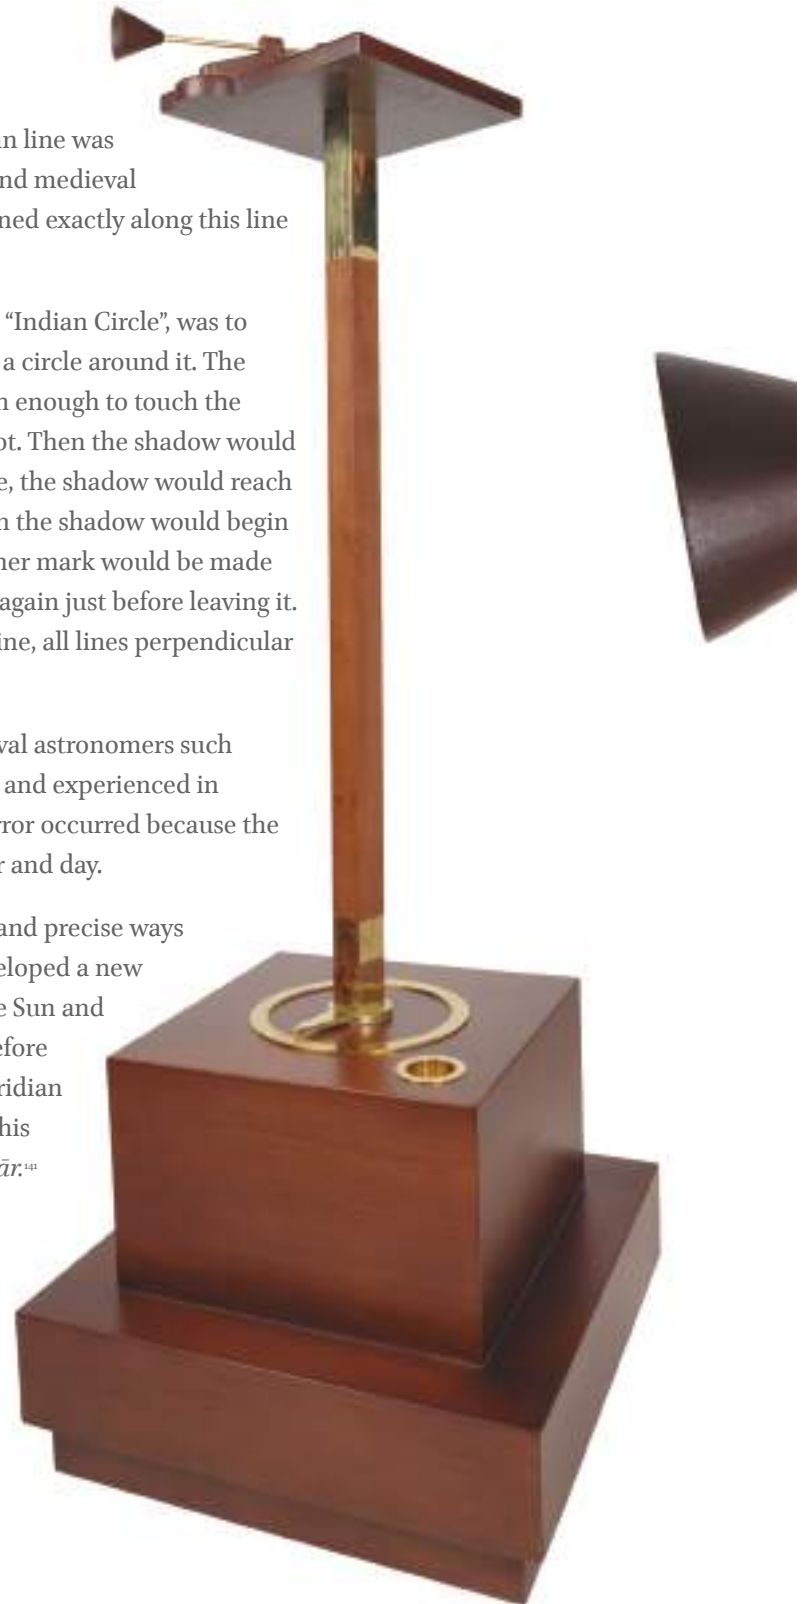 n line was
nd medieval
ned exactly along this line
“Indian Circle”, was to
a circle around it. The
n enough to touch the
ot. Then the shadow would
e, the shadow would reach
n the shadow would begin
her mark would be made
again just before leaving it.
ine, all lines perpendicular
val astronomers such
and experienced in
rror occurred because the
r and day.
and precise ways
veloped a new
e Sun and
efore
ridian
his
ār.¹⁴¹